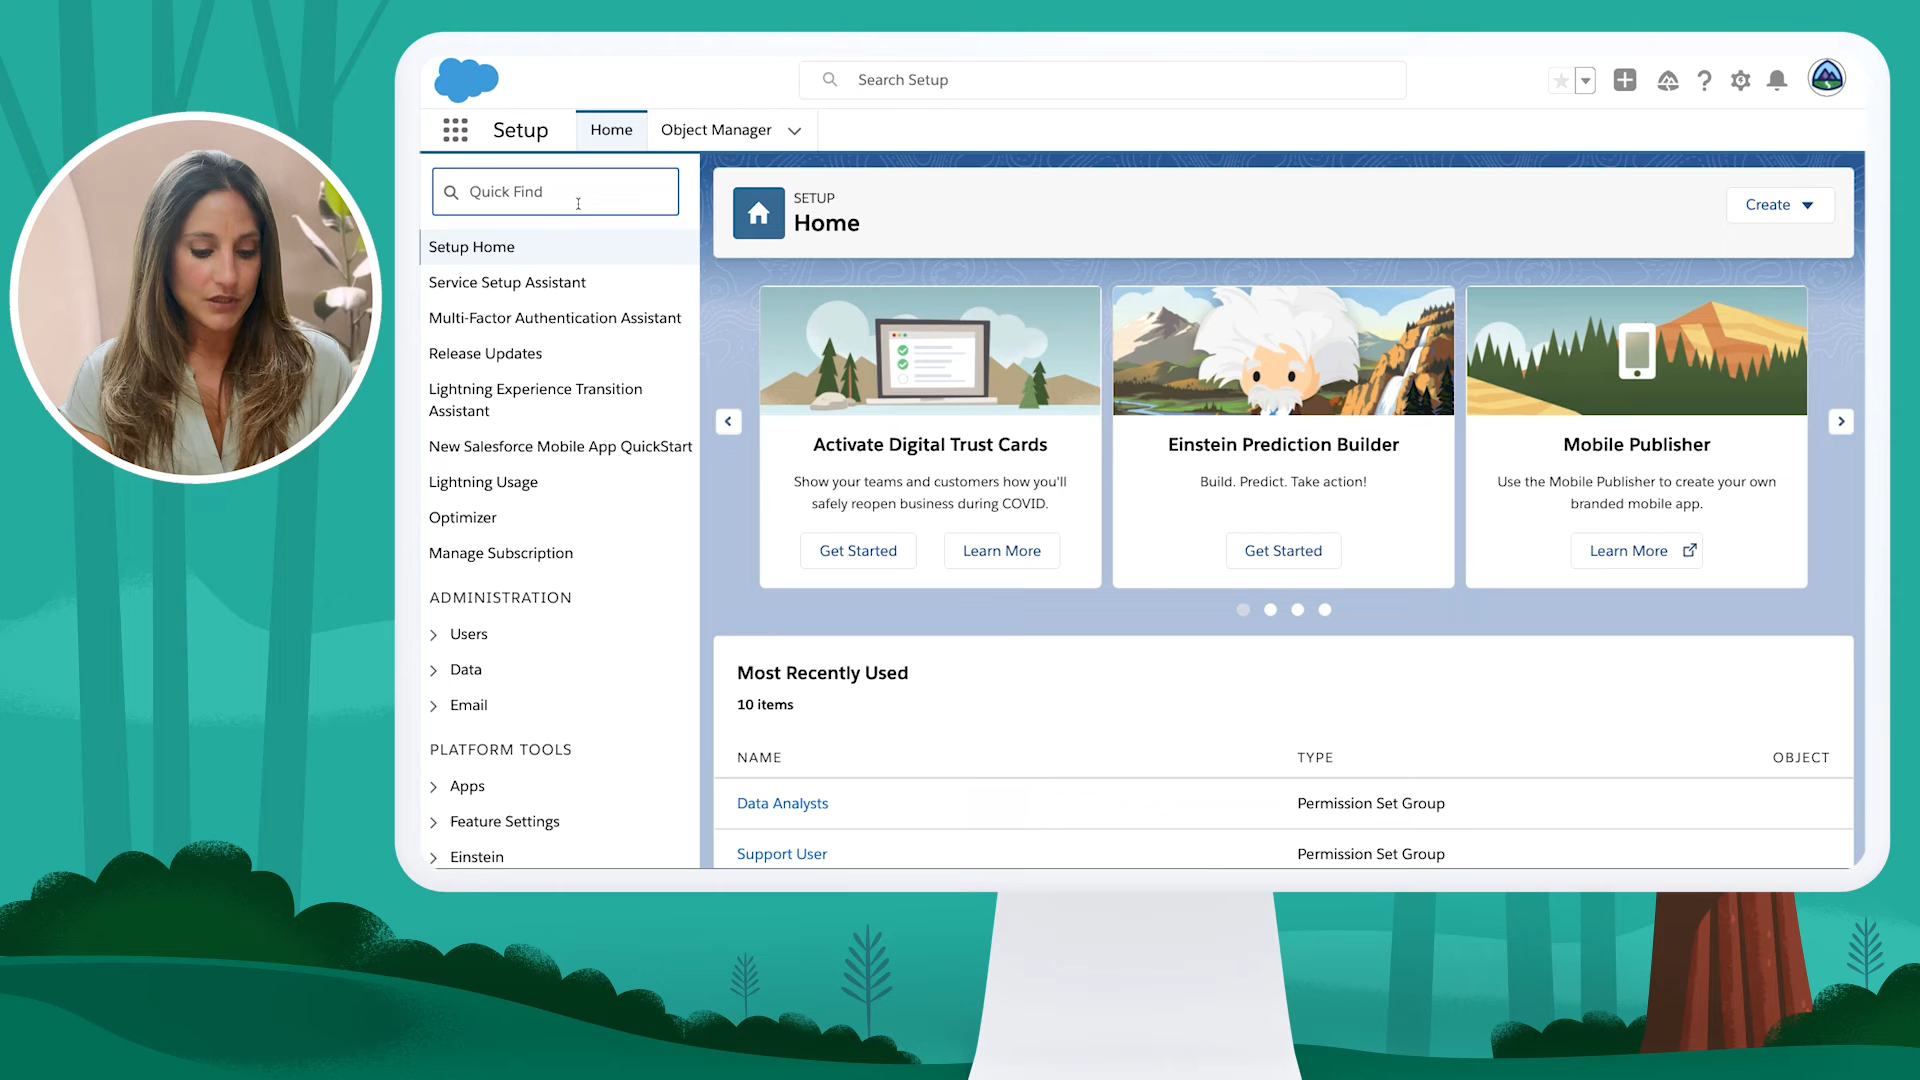 Search Setup
Setup
Home
Object Manager
Quick Find
Setup Home
Service Setup Assistant
Multi-Factor Authentication Assistant
Release Updates
Lightning Experience Transition
Assistant
New Salesforce Mobile App QuickStart
Lightning Usage
Optimizer
Manage Subscription
ADMINISTRATION
Users
Data
Email
PLATFORM TOOLS
Apps
Feature Settings
Einstein
SETUP
Home
Create
Activate Digital Trust Cards
Show your teams and customers how you'll
safely reopen business during COVID.
Get Started
Learn More
Einstein Prediction Builder
Build. Predict. Take action!
Get Started
Mobile Publisher
Use the Mobile Publisher to create your own
branded mobile app.
Learn More
Most Recently Used
10 items
NAME
TYPE
OBJECT
Data Analysts
Permission Set Group
Support User
Permission Set Group